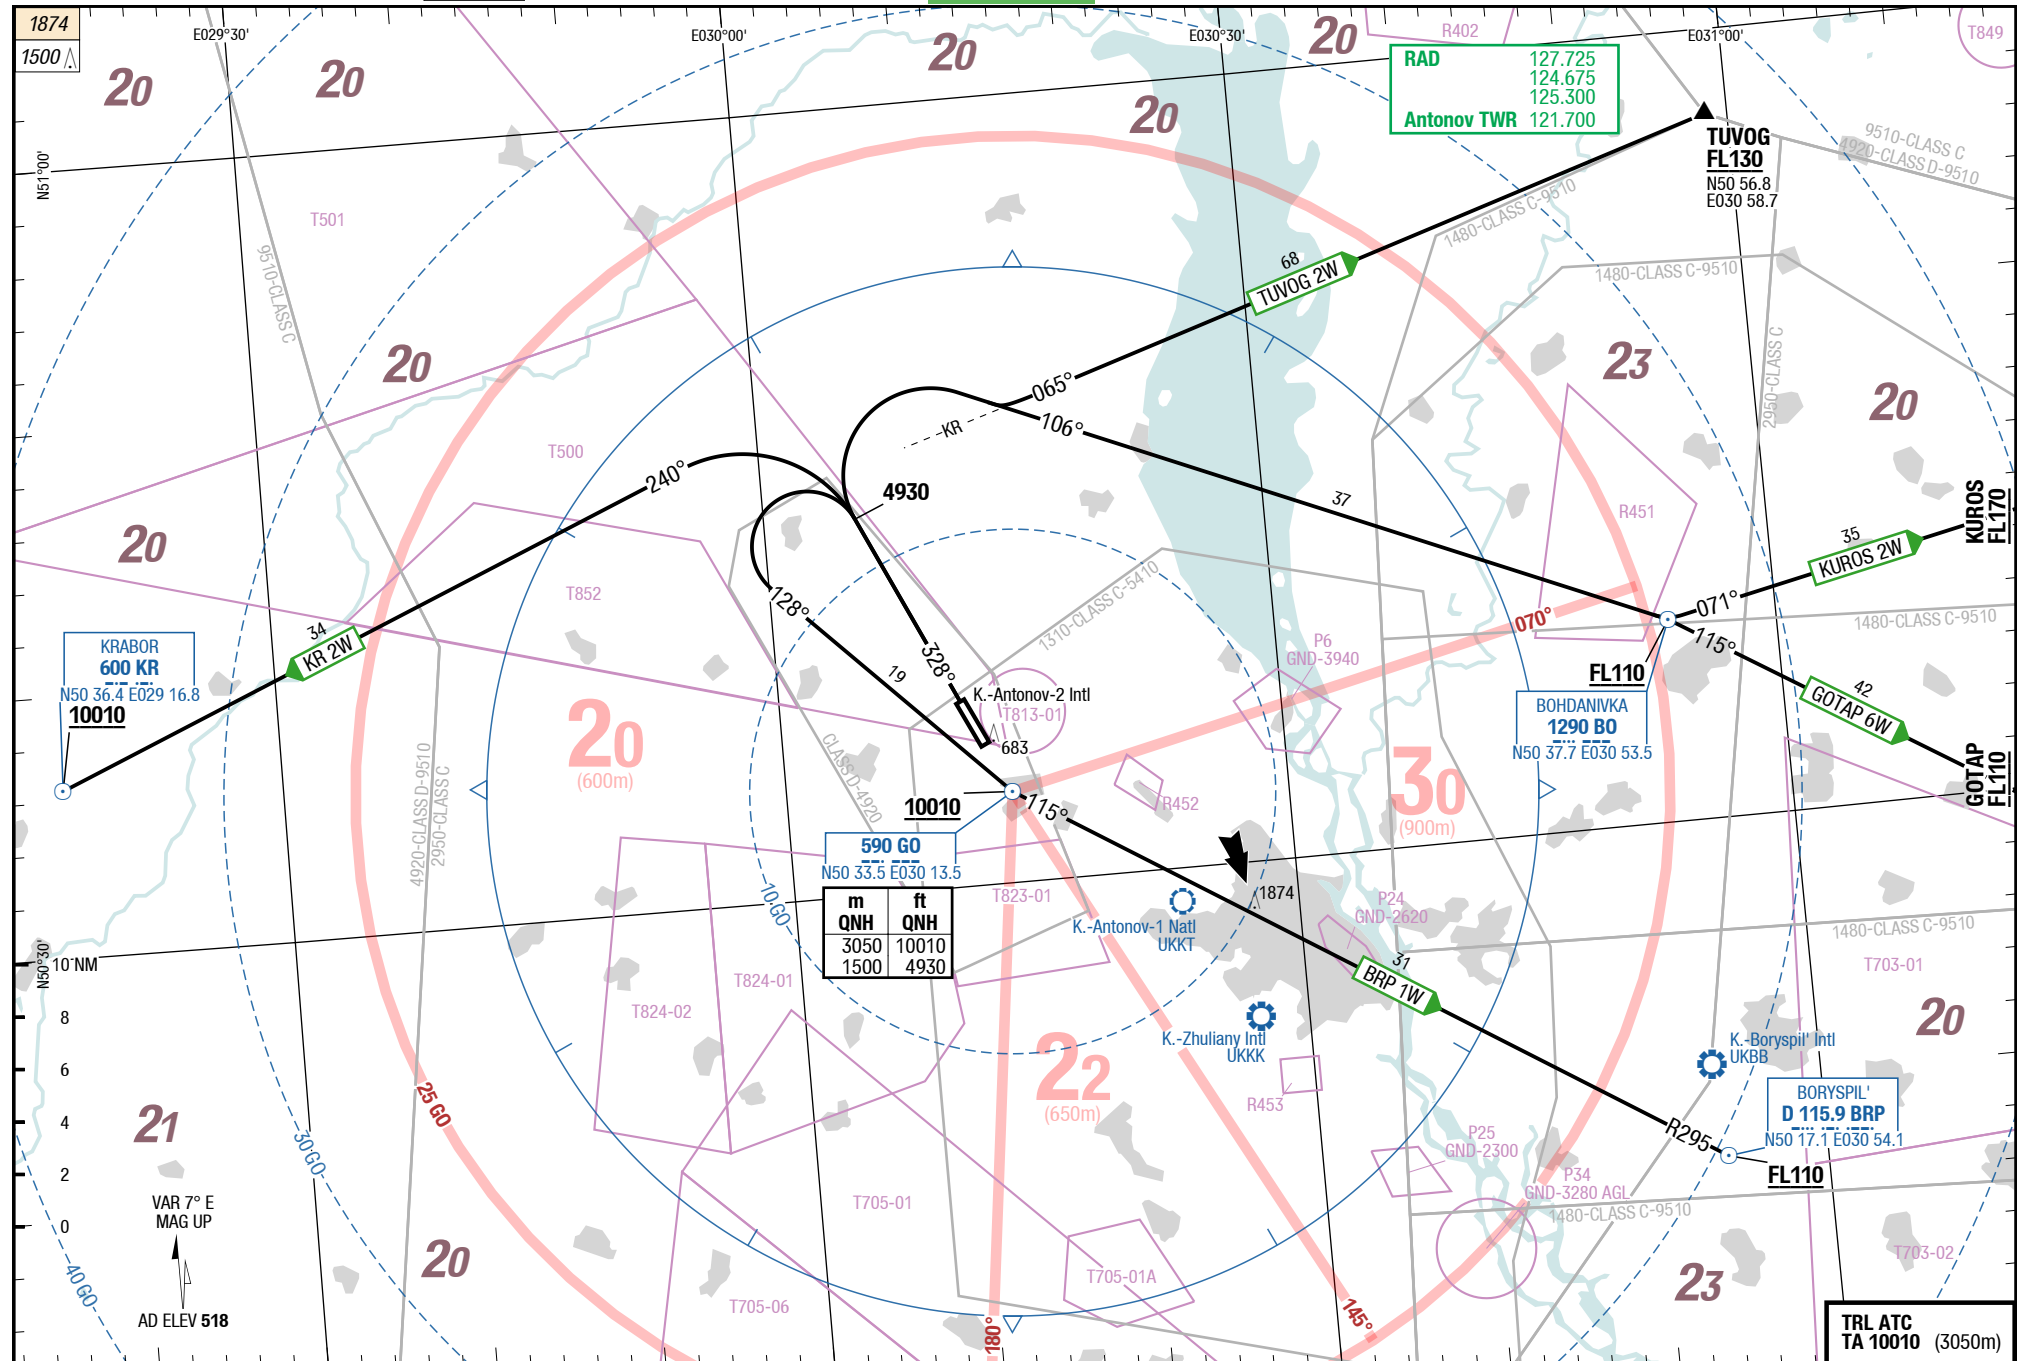 1874
1500
E029°30'
E030°00'
E030°30'
E031°00'
20
20
20
20
20
R402
T849
RAD 127.725
124.675
125.300
Antonov TWR 121.700
TUVOG
FL130
N50 56.8
E030 58.7
9510-CLASS C
4920-CLASS D-9510
N51°00'
T501
9510-CLASS C
1480-CLASS C-9510
1480-CLASS C-9510
68
TUVOG 2W
2950-CLASS C
20
23
20
065°
KR
106°
T500
240°
4930
37
R451
KUROS
FL170
35
KUROS 2W
20
T852
128°
1310-CLASS C-5410
070°
071°
1480-CLASS C-9510
115°
KRABOR
600 KR
N50 36.4 E029 16.8
10010
34
KR 2W
328°
19
K.-Antonov-2 Intl
T813-01
683
P6
GND-3940
FL110
BOHDANIVKA
1290 BO
N50 37.7 E030 53.5
42
GOTAP 6W
GOTAP
FL110
20
(600m)
CLASS D-4920
4920-CLASS D-9510
2950-CLASS C
30
(900m)
R452
10010
115°
590 GO
N50 33.5 E030 13.5
m ft
QNH QNH
3050 10010
1500 4930
10 GO
T823-01
1874
K.-Antonov-1 Natl
UKKT
P24
GND-2620
1480-CLASS C-9510
N50°30'
10 NM
8
6
4
2
0
T824-01
T824-02
31
BRP 1W
T703-01
20
K.-Zhuliany Intl
UKKK
K.-Boryspil' Intl
UKBB
22
(650m)
R453
BORYSPIL'
D 115.9 BRP
N50 17.1 E030 54.1
R295
FL110
21
25 GO
30 GO
40 GO
P25
GND-2300
P34
GND-3280 AGL
1480-CLASS C-9510
VAR 7° E
MAG UP
AD ELEV 518
20
T705-01
T705-01A
T705-06
180°
145°
T703-02
23
TRL ATC
TA 10010 (3050m)